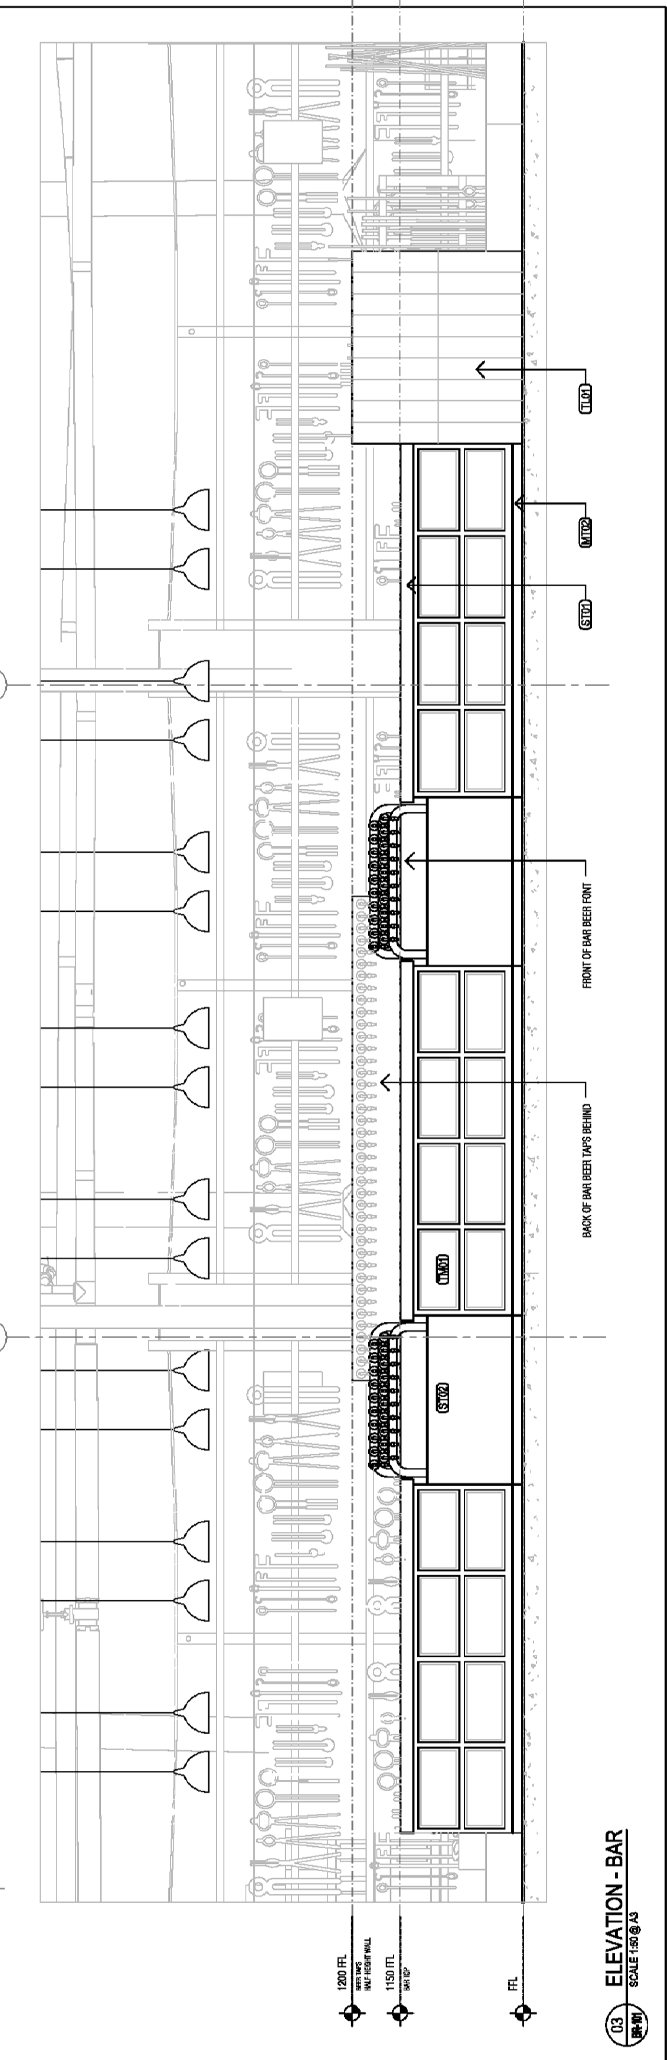 1200 FFL
BEER TAPS
HALF HEIGHT WALL
1150 FFL
BAR TOP
FFL
ST02
TM01
BACK OF BAR BEER TAPS BEHIND
FRONT OF BAR BEER FONT
ST01
MT02
TL01
03
BR-101
ELEVATION - BAR
SCALE 1:50 @ A3